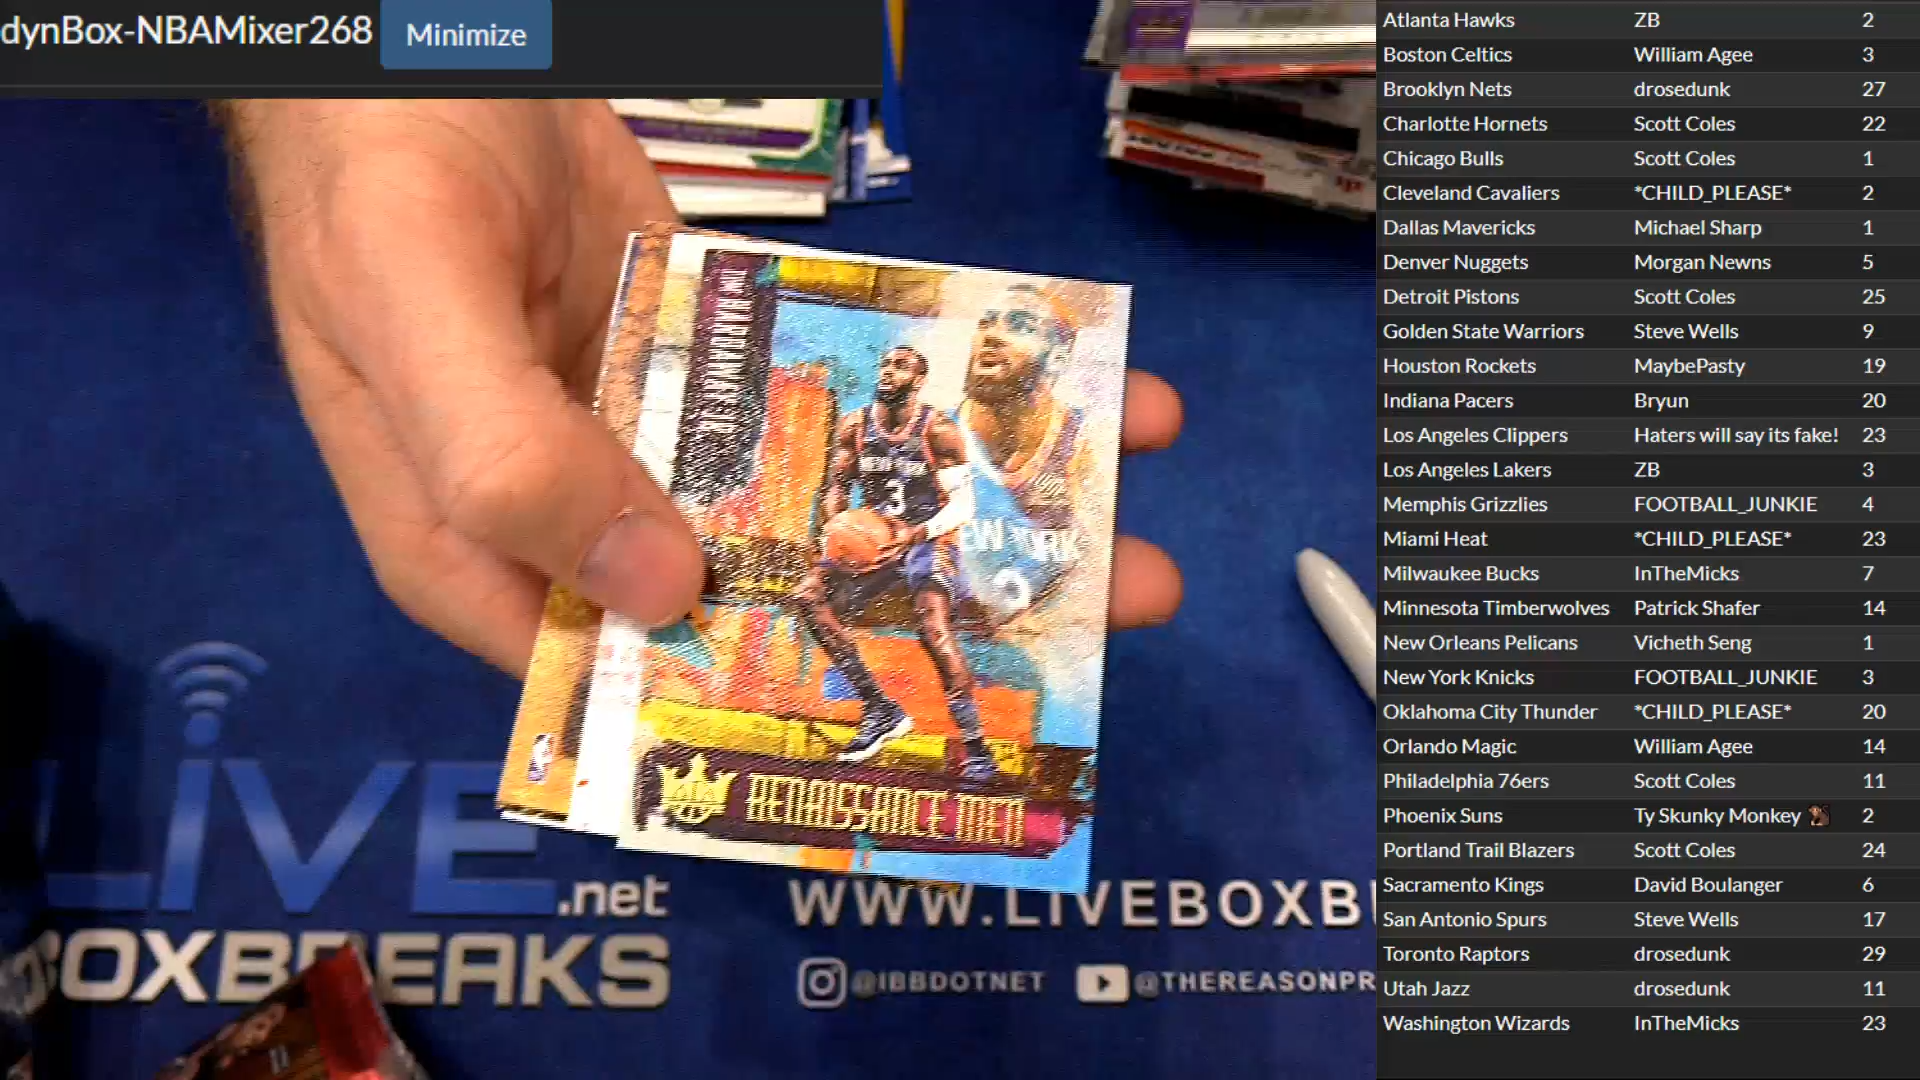 dynBox-NBAMixer268 Minimize
TIM HARDAWAY JR.
NEW YORK
3
EW YORK
3
RENAISSANCE MEN
LIVE
.net
BOXBREAKS
WWW.LIVEBOXB
@IBBDOTNET @THEREASONPR
Atlanta Hawks ZB 2
Boston Celtics William Agee 3
Brooklyn Nets drosedunk 27
Charlotte Hornets Scott Coles 22
Chicago Bulls Scott Coles 1
Cleveland Cavaliers *CHILD_PLEASE* 2
Dallas Mavericks Michael Sharp 1
Denver Nuggets Morgan Newns 5
Detroit Pistons Scott Coles 25
Golden State Warriors Steve Wells 9
Houston Rockets MaybePasty 19
Indiana Pacers Bryun 20
Los Angeles Clippers Haters will say its fake! 23
Los Angeles Lakers ZB 3
Memphis Grizzlies FOOTBALL_JUNKIE 4
Miami Heat *CHILD_PLEASE* 23
Milwaukee Bucks InTheMicks 7
Minnesota Timberwolves Patrick Shafer 14
New Orleans Pelicans Vicheth Seng 1
New York Knicks FOOTBALL_JUNKIE 3
Oklahoma City Thunder *CHILD_PLEASE* 20
Orlando Magic William Agee 14
Philadelphia 76ers Scott Coles 11
Phoenix Suns Ty Skunky Monkey 2
Portland Trail Blazers Scott Coles 24
Sacramento Kings David Boulanger 6
San Antonio Spurs Steve Wells 17
Toronto Raptors drosedunk 29
Utah Jazz drosedunk 11
Washington Wizards InTheMicks 23